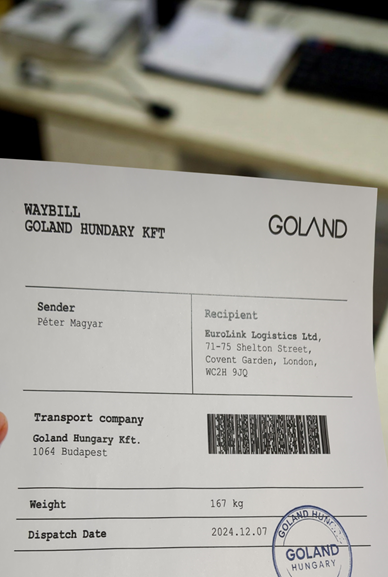 WAYBILL
GOLAND HUNDARY KFT
GOLAND
Sender
Péter Magyar
Recipient
EuroLink Logistics Ltd,
71-75 Shelton Street,
Covent Garden, London,
WC2H 9JQ
Transport company
Goland Hungary Kft.
1064 Budapest
Weight
167 kg
Dispatch Date
2024.12.07
GOLAND
HUNGARY